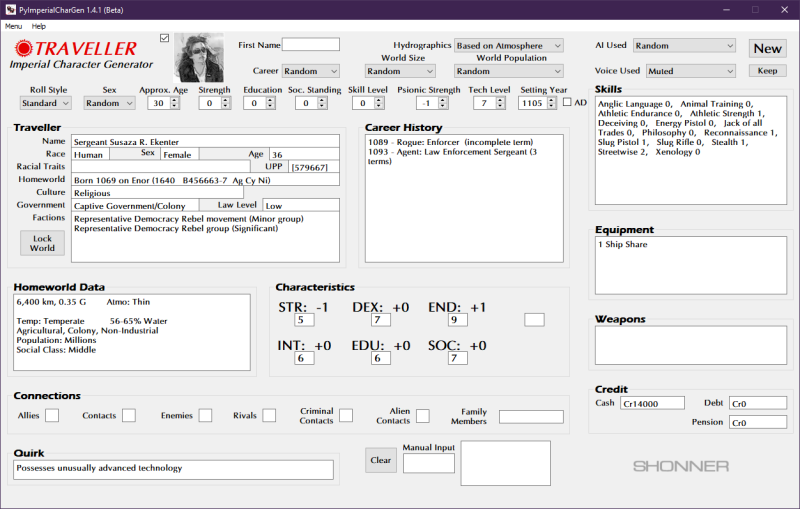 PyImperialCharGen 1.4.1 (Beta)
Menu Help
TRAVELLER
Imperial Character Generator
First Name
Career Random
Hydrographics Based on Atmosphere
World Size World Population
Random Random
AI Used Random
Voice Used Muted
New
Keep
Roll Style Sex Approx. Age Strength Education Soc. Standing Skill Level Psionic Strength Tech Level Setting Year
Standard Random 30 0 0 0 0 -1 7 1105 AD
Traveller
Name Sergeant Susaza R. Ekenter
Race Human Sex Female Age 36
Racial Traits UPP [579667]
Homeworld Born 1069 on Enor (1640 B456663-7 Ag Cy Ni)
Culture Religious
Government Captive Government/Colony Law Level Low
Factions Representative Democracy Rebel movement (Minor group)
Representative Democracy Rebel group (Significant)
Lock
World
Career History
1089 - Rogue: Enforcer (incomplete term)
1093 - Agent: Law Enforcement Sergeant (3
terms)
Skills
Anglic Language 0, Animal Training 0,
Athletic Endurance 1, Athletic Strength 1,
Deceiving 0, Energy Pistol 0, Jack of all
Trades 0, Philosophy 0, Reconnaissance 1,
Slug Pistol 1, Slug Rifle 0, Stealth 1,
Streetwise 2, Xenology 0
Equipment
1 Ship Share
Homeworld Data
6,400 km, 0.35 G Atmo: Thin
Temp: Temperate 56-65% Water
Agricultural, Colony, Non-Industrial
Population: Millions
Social Class: Middle
Characteristics
STR: -1 DEX: +0 END: +1
5 7 9
INT: +0 EDU: +0 SOC: +0
6 6 7
Weapons
Connections
Allies Contacts Enemies Rivals Criminal Contacts Alien Contacts Family Members
Credit
Cash Cr14000 Debt Cr0
Pension Cr0
Quirk
Possesses unusually advanced technology
Clear
Manual Input
SHONNER